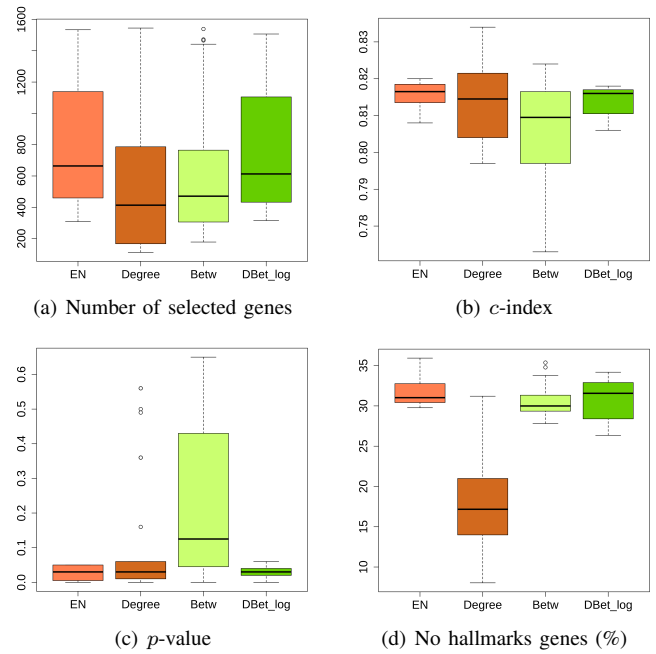 200 400 600 800 1200 1600
EN Degree Betw DBet_log
(a) Number of selected genes
0.78 0.79 0.80 0.81 0.82 0.83
EN Degree Betw DBet_log
(b) c-index
0.0 0.1 0.2 0.3 0.4 0.5 0.6
EN Degree Betw DBet_log
(c) p-value
10 15 20 25 30 35
EN Degree Betw DBet_log
(d) No hallmarks genes (%)